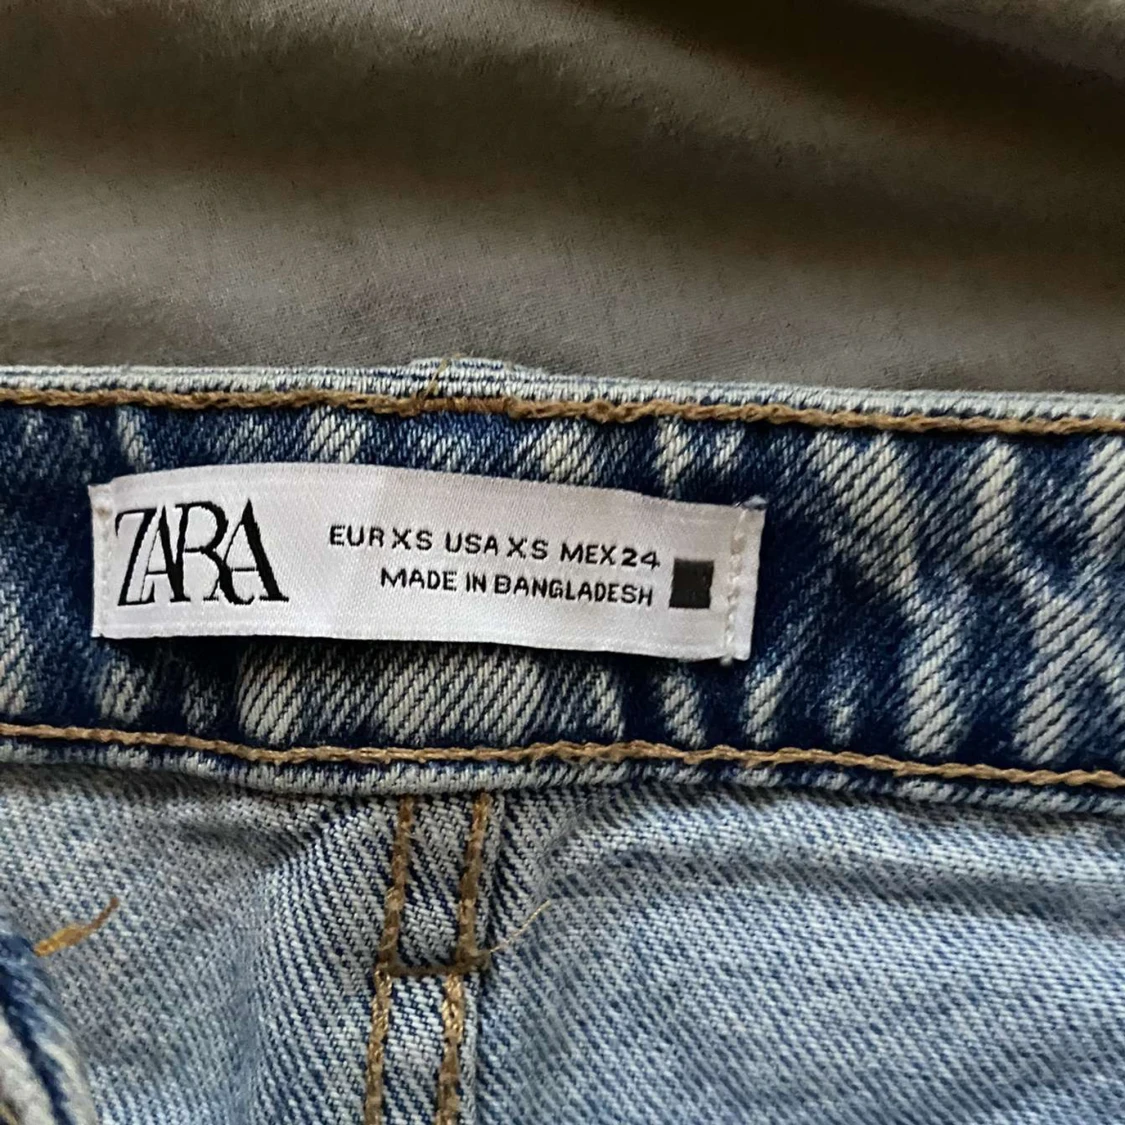 ZARA
EUR XS USA XS MEX 24
MADE IN BANGLADESH